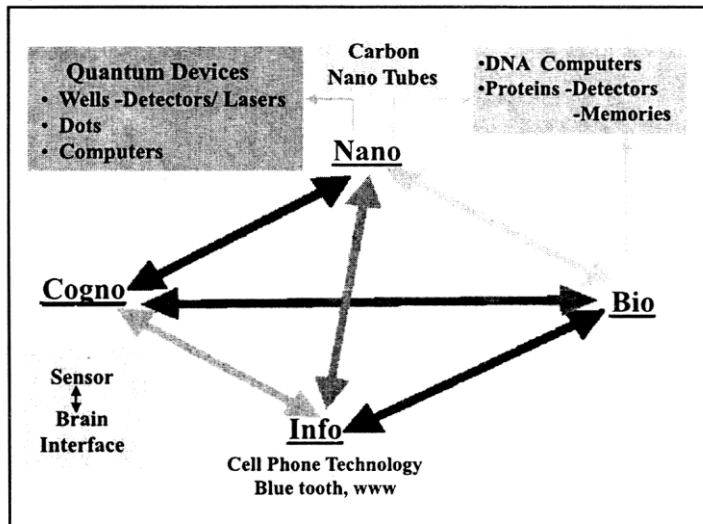 Quantum Devices
• Wells -Detectors/ Lasers
• Dots
• Computers
Carbon
Nano Tubes
•DNA Computers
•Proteins -Detectors
-Memories
Nano
Cogno
Bio
Sensor
Brain
Interface
Info
Cell Phone Technology
Blue tooth, www